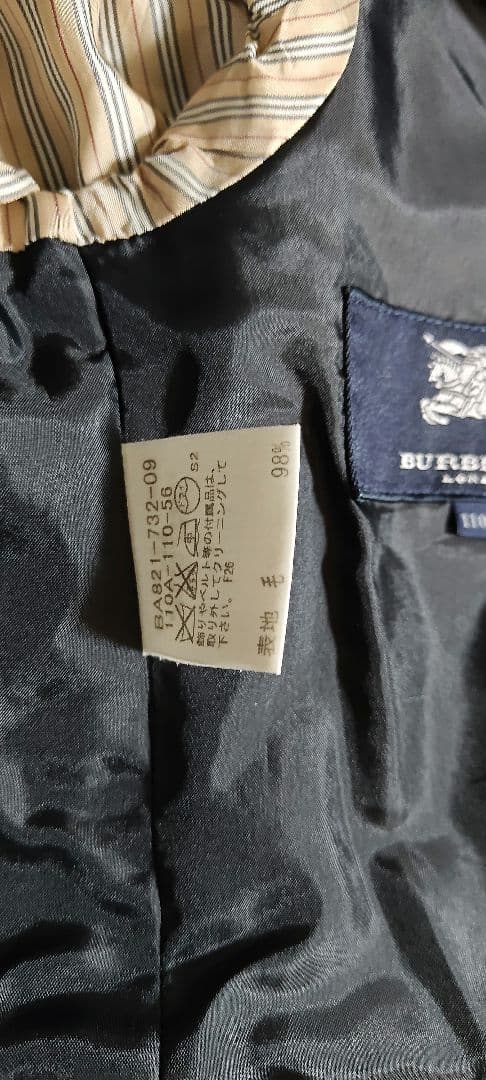 BA821-732-09
110A-110-56
S2
飾りやベルト等の付属品は、
取り外してクリーニングして
下さい。 F26
表地 毛 98%
BURBE
LON
110